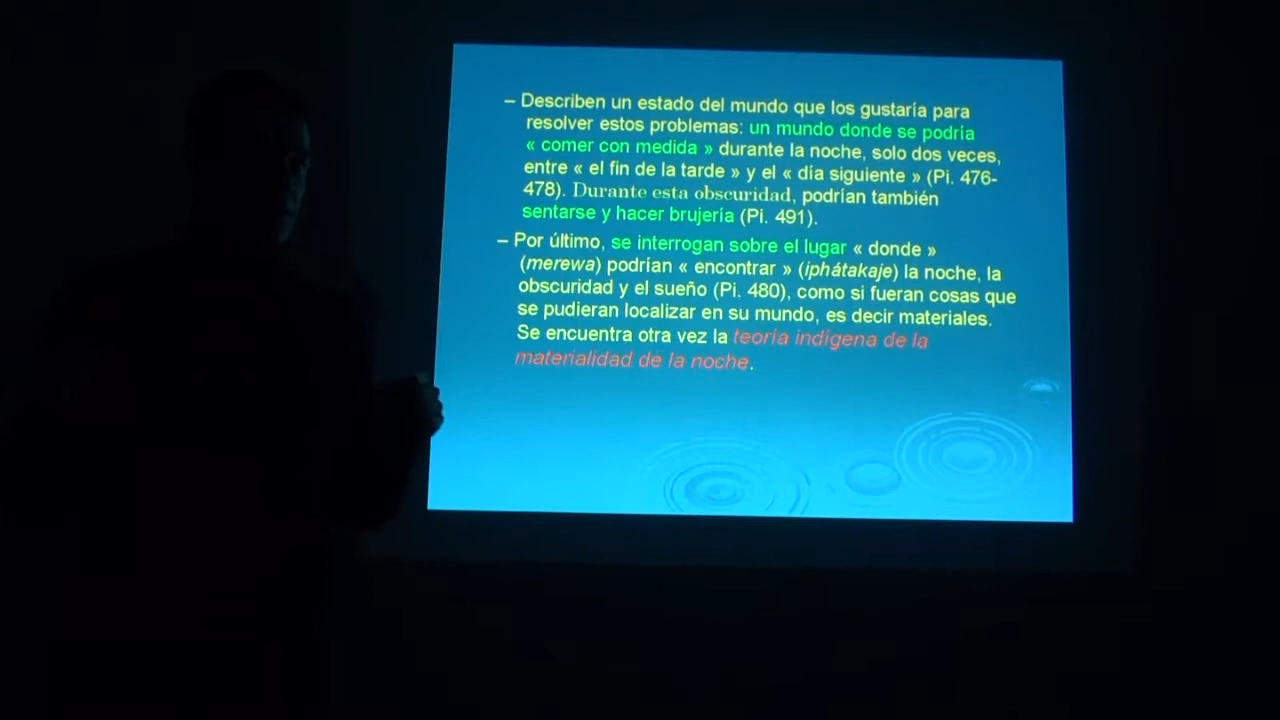 – Describen un estado del mundo que los gustaría para
resolver estos problemas: un mundo donde se podría
« comer con medida » durante la noche, solo dos veces,
entre « el fin de la tarde » y el « día siguiente » (Pi. 476-
478). Durante esta obscuridad, podrían también
sentarse y hacer brujería (Pi. 491).
– Por último, se interrogan sobre el lugar « donde »
(merewa) podrían « encontrar » (iphátakaje) la noche, la
obscuridad y el sueño (Pi. 480), como si fueran cosas que
se pudieran localizar en su mundo, es decir materiales.
Se encuentra otra vez la teoría indígena de la
materialidad de la noche.